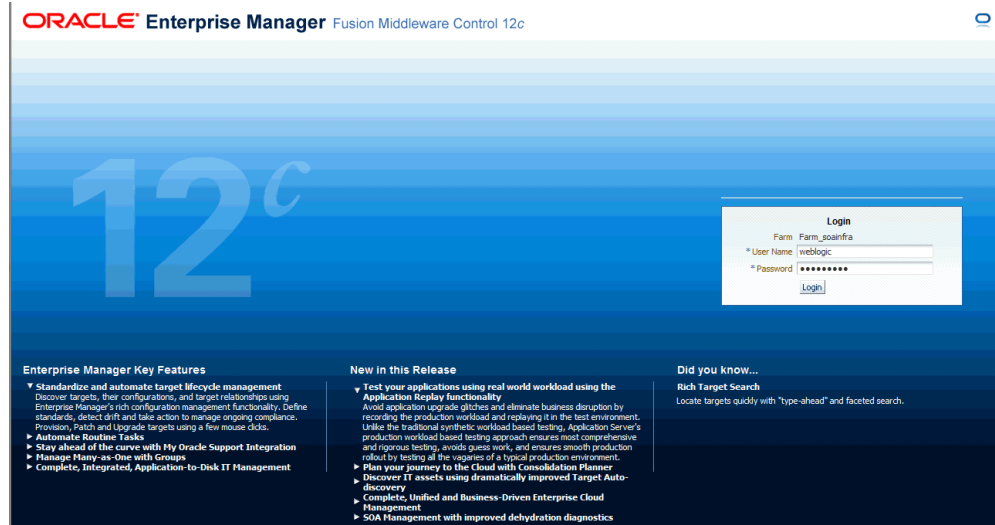 ORACLE Enterprise Manager Fusion Middleware Control 12c
12c
Login
Farm Farm_soainfra
* User Name weblogic
* Password •••••••••
Login
Enterprise Manager Key Features
Standardize and automate target lifecycle management
Discover targets, their configurations, and target relationships using
Enterprise Manager's rich configuration management functionality. Define
standards, detect drift and take action to manage ongoing compliance.
Provision, Patch and Upgrade targets using a few mouse clicks.
Automate Routine Tasks
Stay ahead of the curve with My Oracle Support Integration
Manage Many-as-One with Groups
Complete, Integrated, Application-to-Disk IT Management
New in this Release
Test your applications using real world workload using the
Application Replay functionality
Avoid application upgrade glitches and eliminate business disruption by
recording the production workload and replaying it in the test environment.
Unlike the traditional synthetic workload based testing, Application Server's
production workload based testing approach ensures most comprehensive
and rigorous testing, avoids guess work, and ensures smooth production
rollout by testing all the vagaries of a typical production environment.
Plan your journey to the Cloud with Consolidation Planner
Discover IT assets using dramatically improved Target Auto-
discovery
Complete, Unified and Business-Driven Enterprise Cloud
Management
SOA Management with improved dehydration diagnostics
Did you know...
Rich Target Search
Locate targets quickly with "type-ahead" and faceted search.